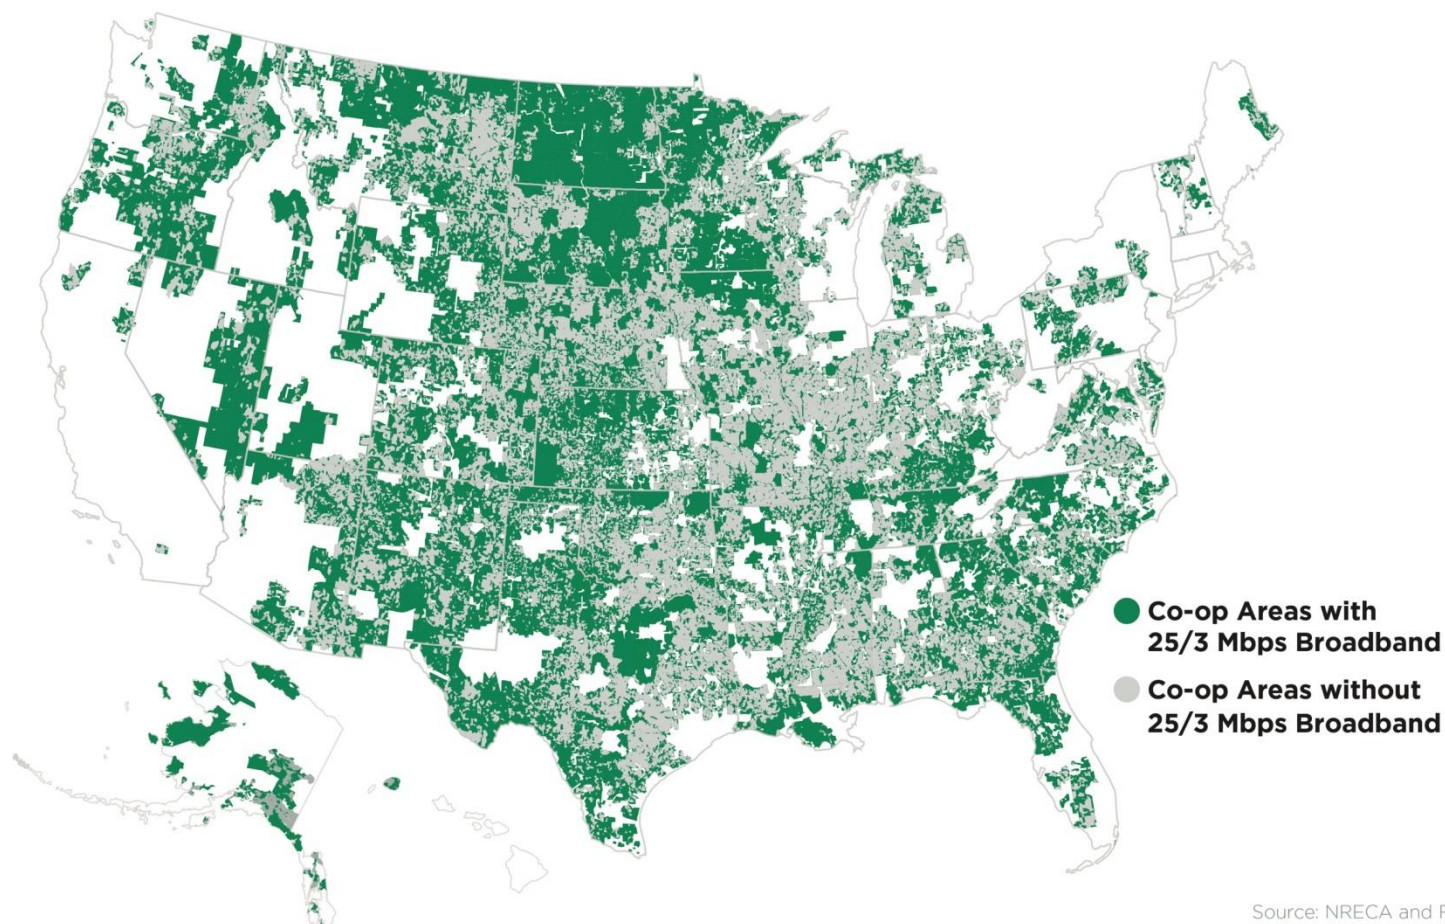 Co-op Areas with
25/3 Mbps Broadband
Co-op Areas without
25/3 Mbps Broadband
Source: NRECA and